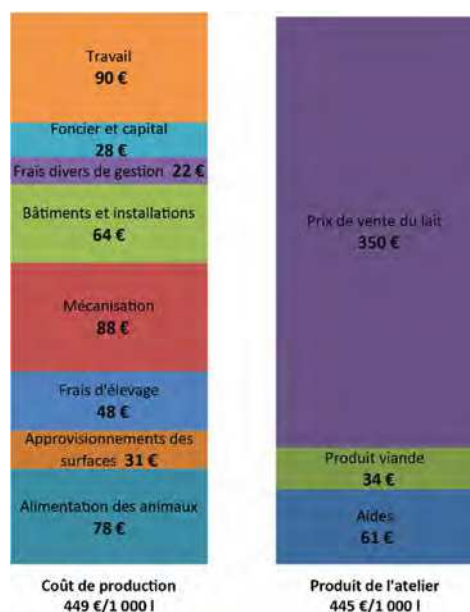 Travail
90 €
Foncier et capital
28 €
Frais divers de gestion 22 €
Bâtiments et installations
64 €
Mécanisation
88 €
Frais d'élevage
48 €
Approvisionnements des
surfaces 31 €
Alimentation des animaux
78 €
Coût de production
449 €/1 000 l
Prix de vente du lait
350 €
Produit viande
34 €
Aides
61 €
Produit de l'atelier
445 €/1 000 l